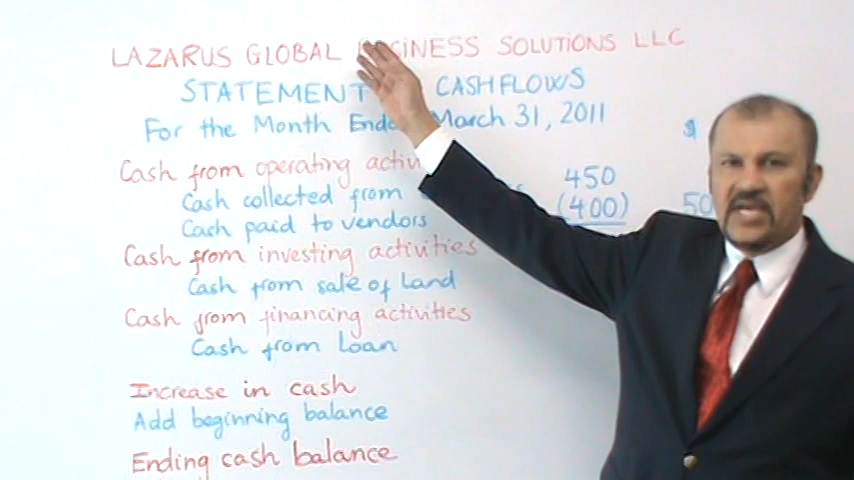 LAZARUS GLOBAL BUSINESS SOLUTIONS LLC
STATEMENT CASHFLOWS
For the Month Ended March 31, 2011
$
Cash from operating
Cash collected from 450
Cash paid to vendors (400) 50
Cash from investing activities
Cash from sale of Land
Cash from financing activities
Cash from Loan
Increase in cash
Add beginning balance
Ending cash balance